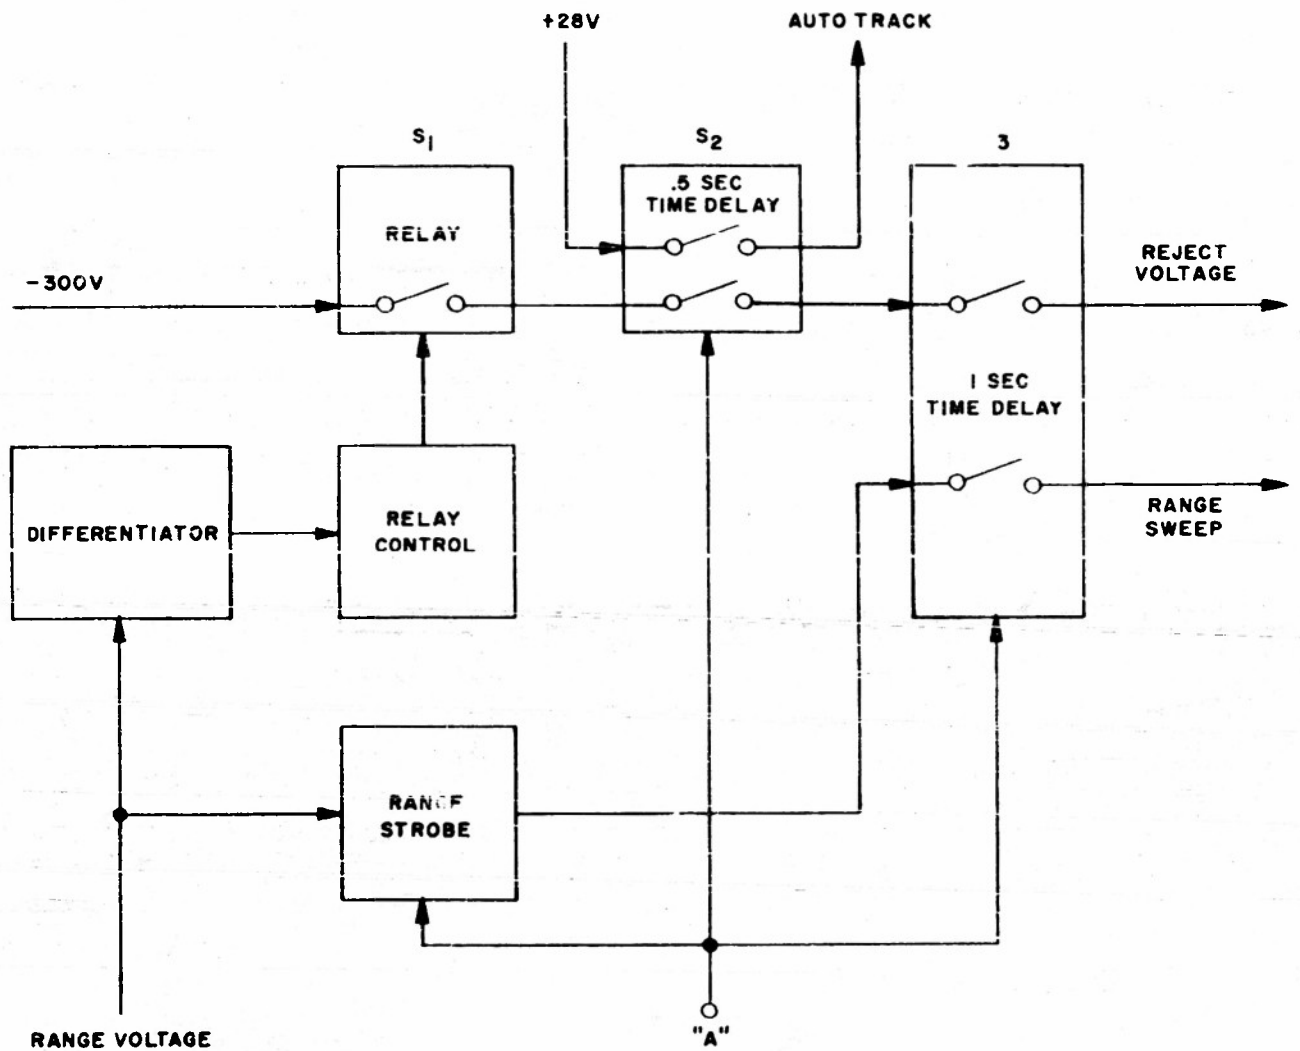 +28V
AUTO TRACK
S1
S2
3
.5 SEC
TIME DELAY
RELAY
-300V
REJECT
VOLTAGE
1 SEC
TIME DELAY
DIFFERENTIATOR
RELAY
CONTROL
RANGE
SWEEP
RANGE
STROBE
RANGE VOLTAGE
"A"